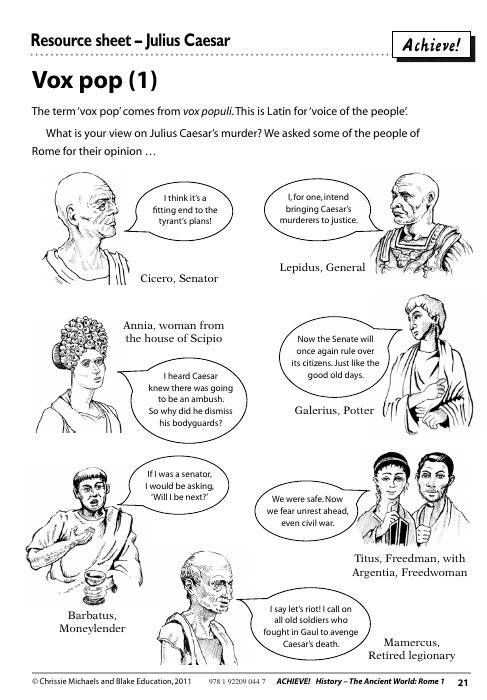 Resource sheet – Julius Caesar
Achieve!
Vox pop (1)
The term 'vox pop' comes from vox populi. This is Latin for 'voice of the people'.
What is your view on Julius Caesar's murder? We asked some of the people of
Rome for their opinion …
I think it's a
fitting end to the
tyrant's plans!
Cicero, Senator
I, for one, intend
bringing Caesar's
murderers to justice.
Lepidus, General
Annia, woman from
the house of Scipio
I heard Caesar
knew there was going
to be an ambush.
So why did he dismiss
his bodyguards?
Now the Senate will
once again rule over
its citizens. Just like the
good old days.
Galerius, Potter
If I was a senator,
I would be asking,
'Will I be next?'
Barbatus,
Moneylender
We were safe. Now
we fear unrest ahead,
even civil war.
Titus, Freedman, with
Argentia, Freedwoman
I say let's riot! I call on
all old soldiers who
fought in Gaul to avenge
Caesar's death.
Mamercus,
Retired legionary
© Chrissie Michaels and Blake Education, 2011 978 1 92209 044 7 ACHIEVE! History – The Ancient World: Rome 1 21